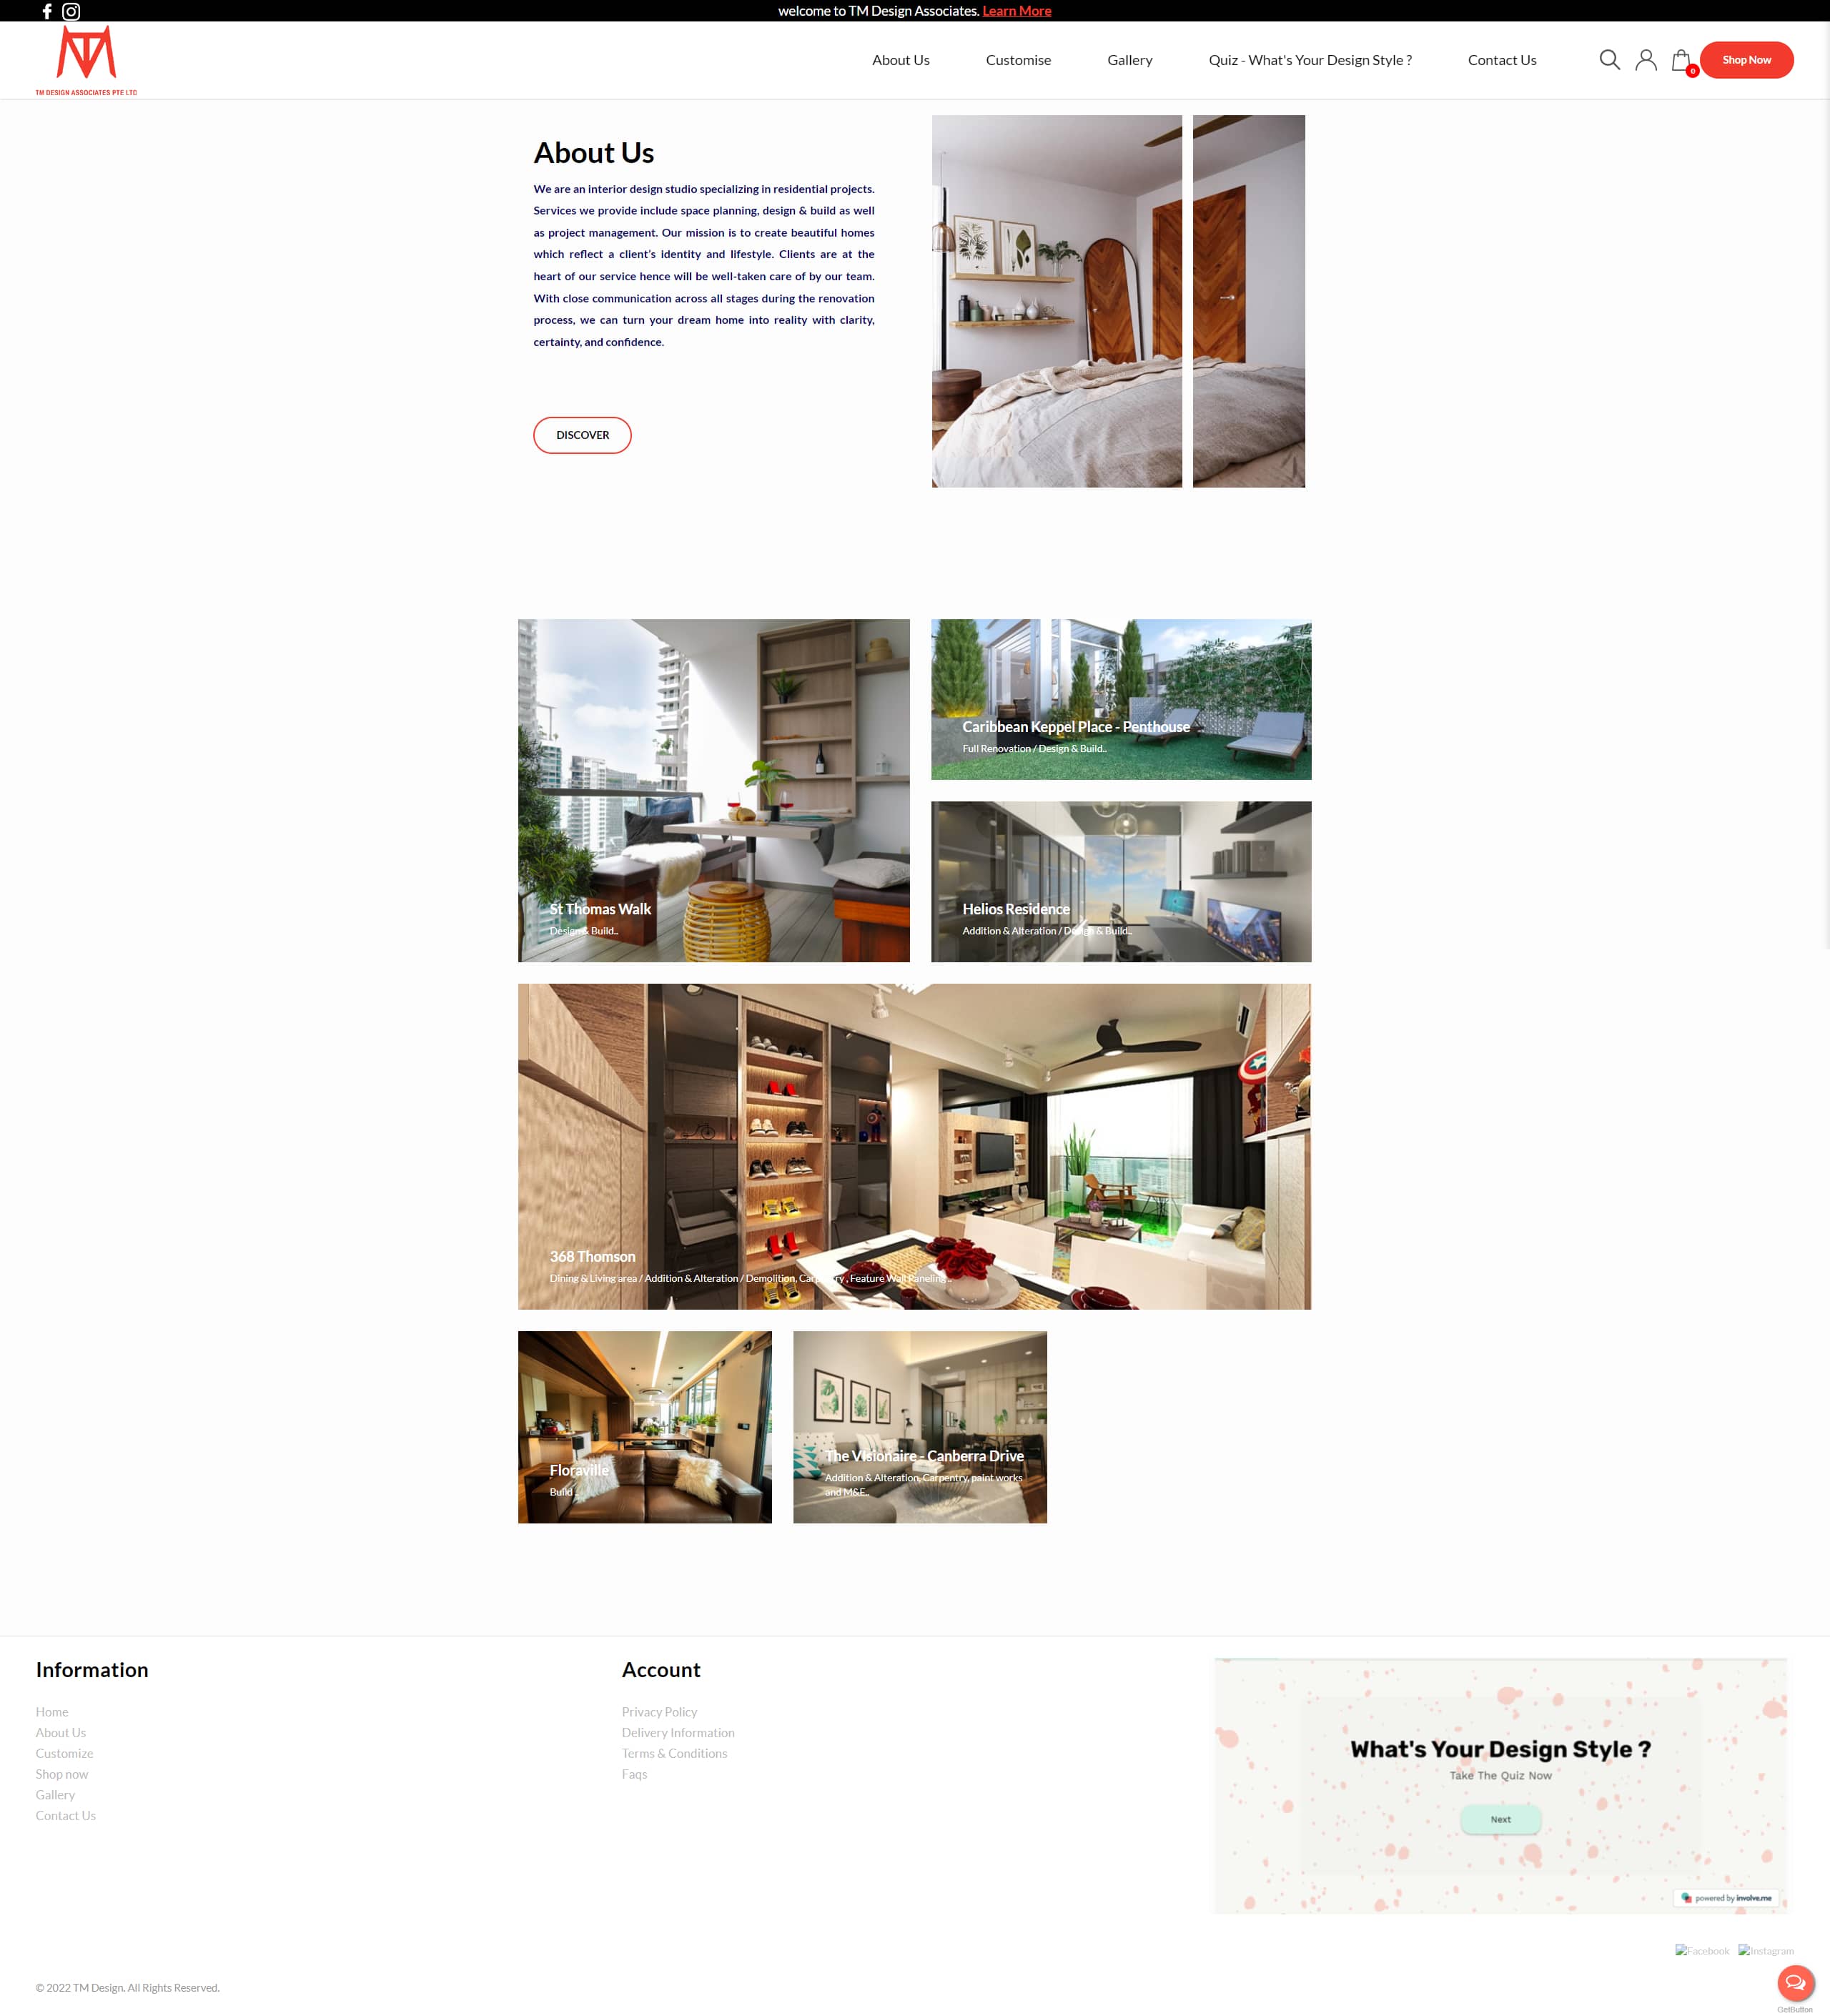 welcome to TM Design Associates. Learn More
TM DESIGN ASSOCIATES PTE LTD
About Us
Customise
Gallery
Quiz - What's Your Design Style ?
Contact Us
0
Shop Now
About Us
We are an interior design studio specializing in residential projects.
Services we provide include space planning, design & build as well
as project management. Our mission is to create beautiful homes
which reflect a client's identity and lifestyle. Clients are at the
heart of our service hence will be well-taken care of by our team.
With close communication across all stages during the renovation
process, we can turn your dream home into reality with clarity,
certainty, and confidence.
DISCOVER
St Thomas Walk
Design & Build..
Caribbean Keppel Place - Penthouse
Full Renovation / Design & Build..
Helios Residence
Addition & Alteration / Design & Build..
368 Thomson
Dining & Living area / Addition & Alteration / Demolition, Carpentry , Feature Wall Paneling ..
Floraville
Build ..
The Visionaire - Canberra Drive
Addition & Alteration, Carpentry, paint works
and M&E..
Information
Home
About Us
Customize
Shop now
Gallery
Contact Us
Account
Privacy Policy
Delivery Information
Terms & Conditions
Faqs
What's Your Design Style ?
Take The Quiz Now
Next
powered by involve.me
Facebook
Instagram
© 2022 TM Design. All Rights Reserved.
GetButton